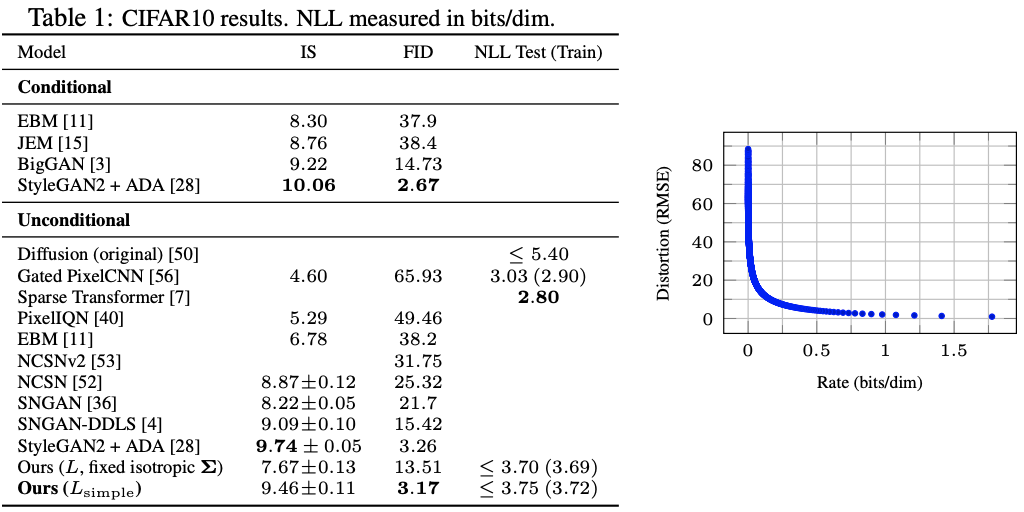 Table 1: CIFAR10 results. NLL measured in bits/dim.
Model IS FID NLL Test (Train)
Conditional
EBM [11] 8.30 37.9
JEM [15] 8.76 38.4
BigGAN [3] 9.22 14.73
StyleGAN2 + ADA [28] 10.06 2.67
Unconditional
Diffusion (original) [50] ≤ 5.40
Gated PixelCNN [56] 4.60 65.93 3.03 (2.90)
Sparse Transformer [7] 2.80
PixelIQN [40] 5.29 49.46
EBM [11] 6.78 38.2
NCSNv2 [53] 31.75
NCSN [52] 8.87±0.12 25.32
SNGAN [36] 8.22±0.05 21.7
SNGAN-DDLS [4] 9.09±0.10 15.42
StyleGAN2 + ADA [28] 9.74 ± 0.05 3.26
Ours (L, fixed isotropic Σ) 7.67±0.13 13.51 ≤ 3.70 (3.69)
Ours (Lsimple) 9.46±0.11 3.17 ≤ 3.75 (3.72)
Distortion (RMSE)
80
60
40
20
0
0 0.5 1 1.5
Rate (bits/dim)